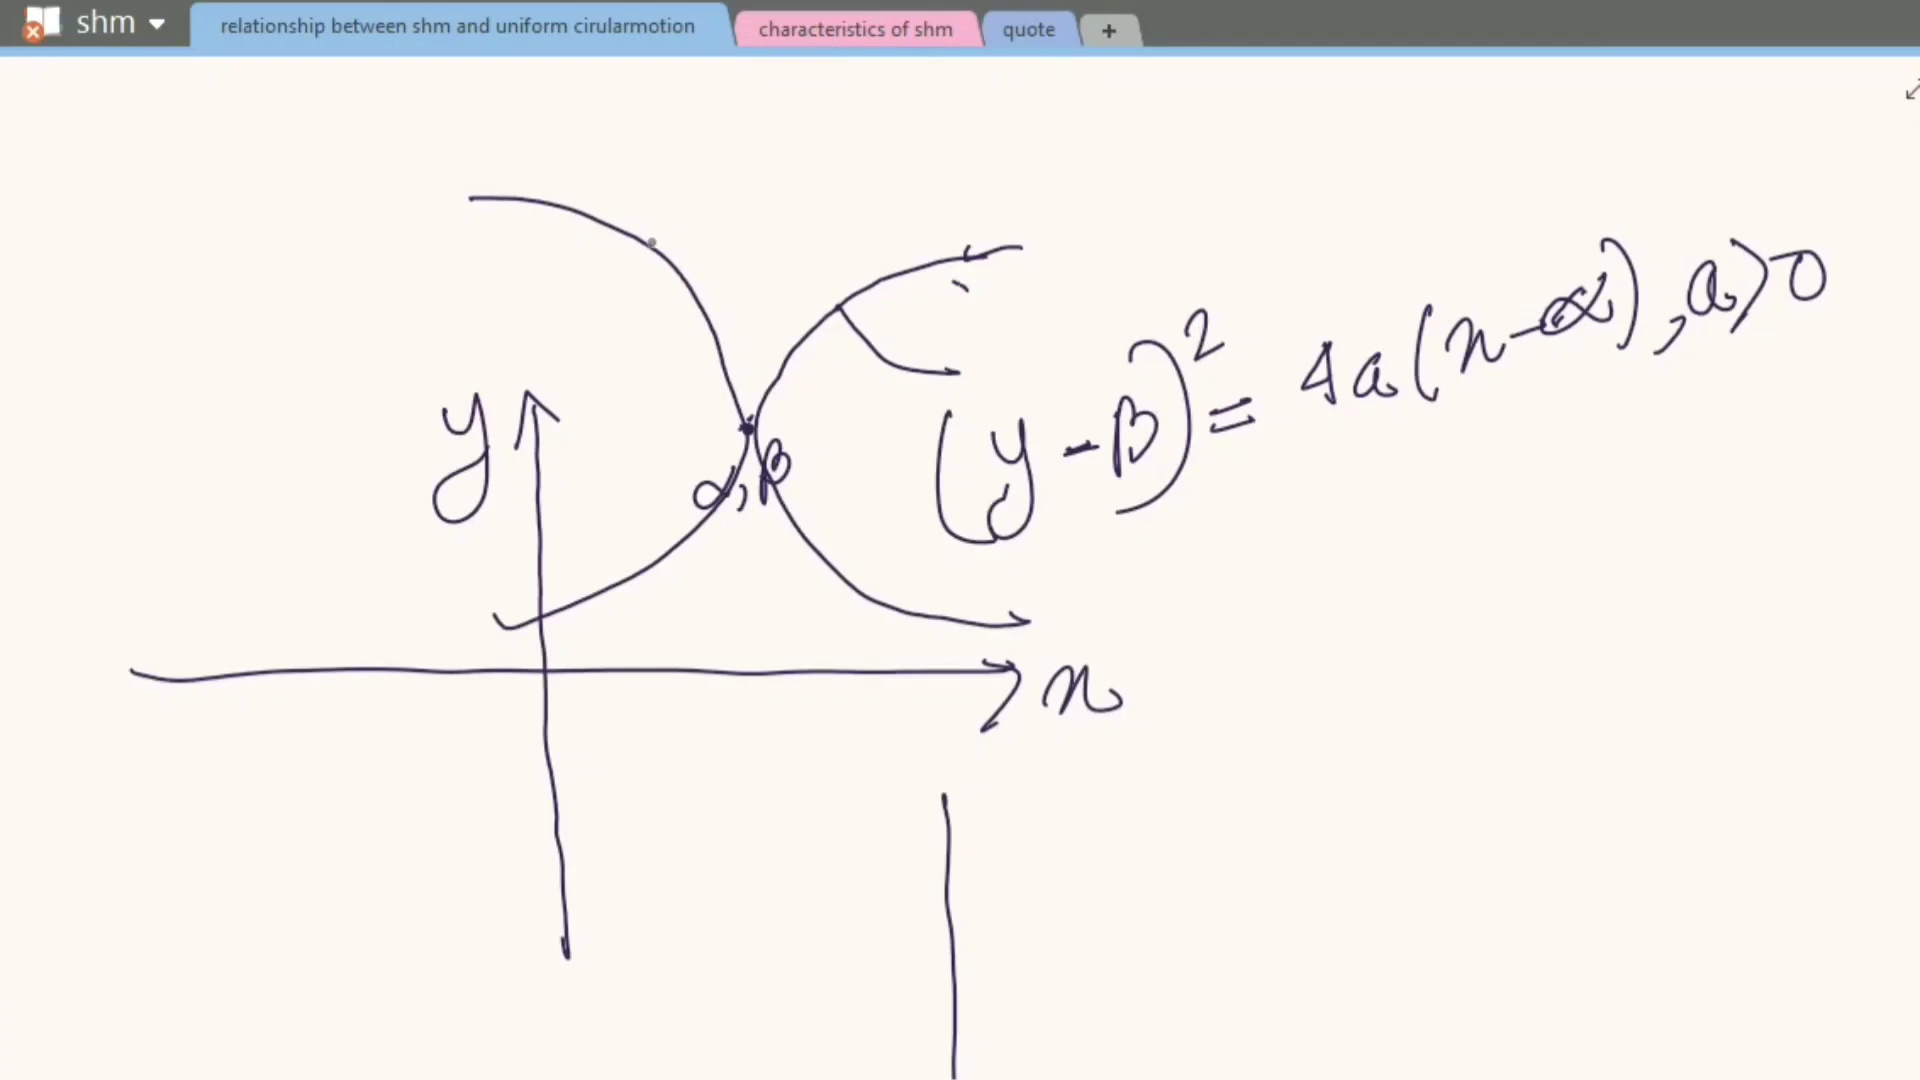 shm
relationship between shm and uniform cirularmotion
characteristics of shm
quote
+
(y-β)² = 4a(x-α), a>0
y
α, β
x